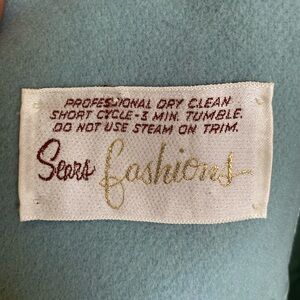 PROFESSIONAL DRY CLEAN
SHORT CYCLE-3 MIN. TUMBLE.
DO NOT USE STEAM ON TRIM.
Sears fashions